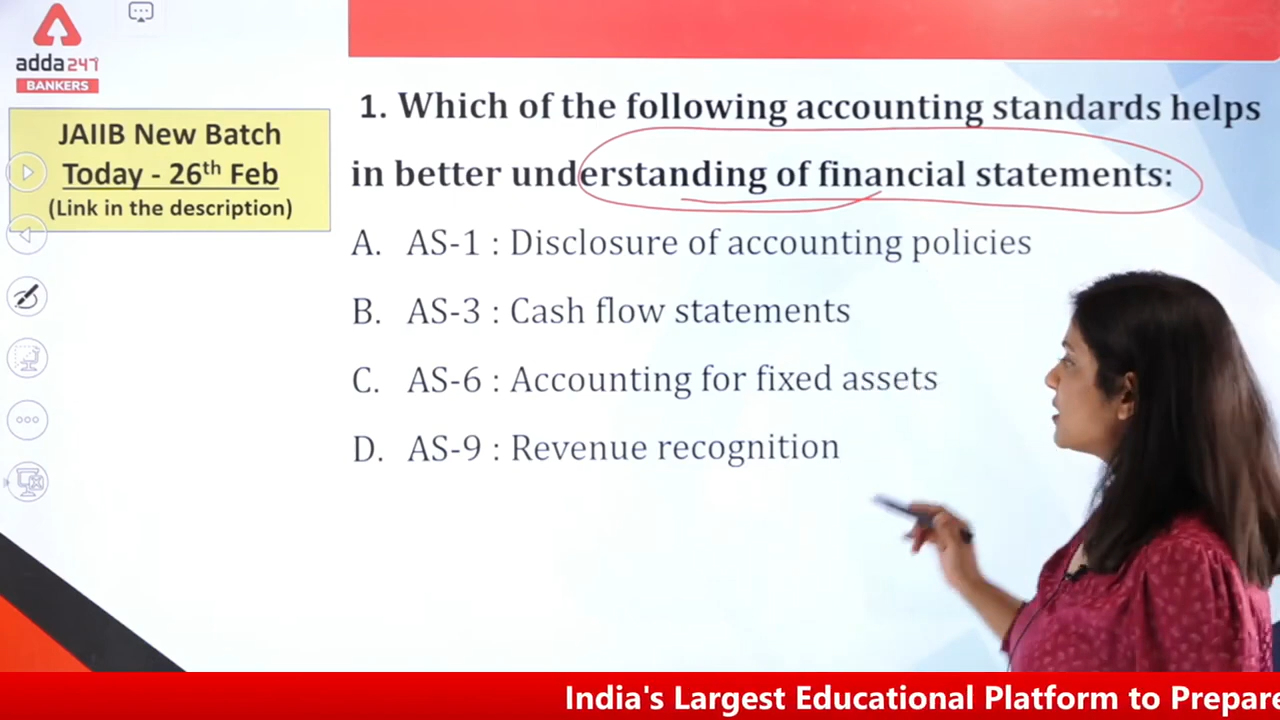 adda247
BANKERS
JAIIB New Batch
Today - 26th Feb
(Link in the description)
1. Which of the following accounting standards helps
in better understanding of financial statements:
A. AS-1 : Disclosure of accounting policies
B. AS-3 : Cash flow statements
C. AS-6 : Accounting for fixed assets
D. AS-9 : Revenue recognition
India's Largest Educational Platform to Prepare